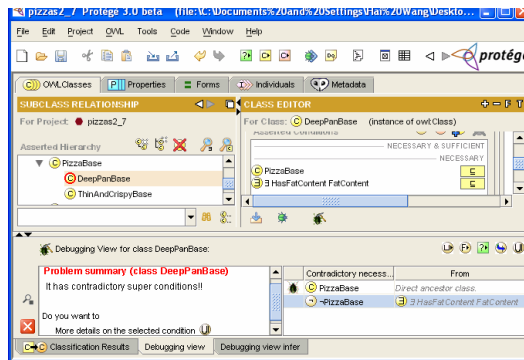 pizzas2_7 Protégé 3.0 beta (file:\C:\Documents%20and%20Settings\Hai%20Wang\Deskto...
File Edit Project OWL Tools Code Window Help
protégé
OWLClasses Properties Forms Individuals Metadata
SUBCLASS RELATIONSHIP
For Project: pizzas2_7
Asserted Hierarchy
PizzaBase
DeepPanBase
ThinAndCrispyBase
CLASS EDITOR
For Class: DeepPanBase (instance of owl:Class)
Asserted Conditions
NECESSARY & SUFFICIENT
NECESSARY
PizzaBase
∃ HasFatContent FatContent
Debugging View for class DeepPanBase:
Problem summary (class DeepPanBase)
It has contradictory super conditions!!
Do you want to
More details on the selected condition
Contradictory necess... From
PizzaBase Direct ancestor class.
¬PizzaBase ∃ HasFatContent FatContent.
Classification Results Debugging view Debugging view infer